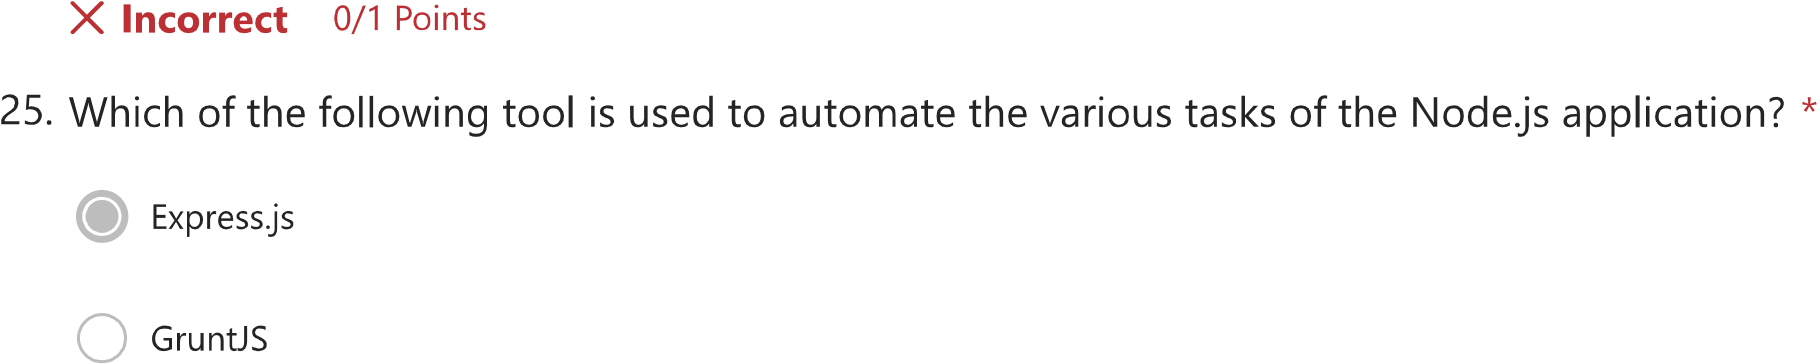 Incorrect 0/1 Points
25. Which of the following tool is used to automate the various tasks of the Node.js application? *
Express.js
GruntJS